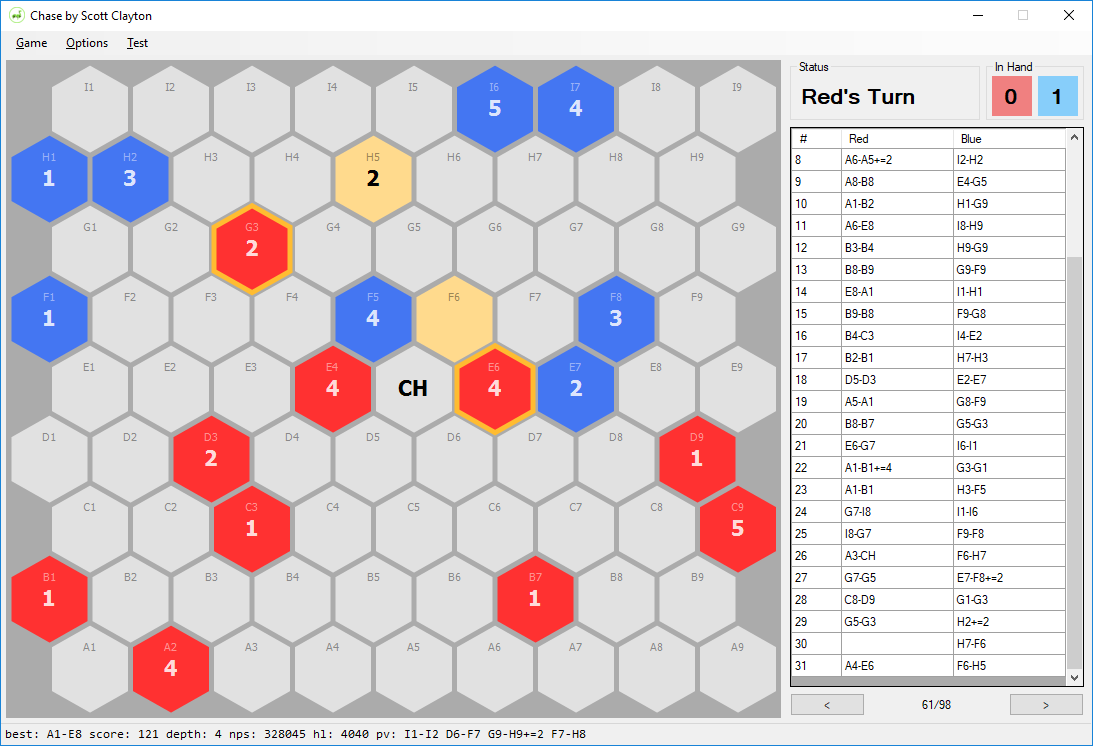 Chase by Scott Clayton
Game Options Test
I1 I2 I3 I4 I5 I6 I7 I8 I9
5 4
H1 H2 H3 H4 H5 H6 H7 H8 H9
1 3 2
G1 G2 G3 G4 G5 G6 G7 G8 G9
2
F1 F2 F3 F4 F5 F6 F7 F8 F9
1 4 3
E1 E2 E3 E4 E6 E7 E8 E9
4 CH 4 2
D1 D2 D3 D4 D5 D6 D7 D8 D9
2 1
C1 C2 C3 C4 C5 C6 C7 C8 C9
1 5
B1 B2 B3 B4 B5 B6 B7 B8 B9
1 1
A1 A2 A3 A4 A5 A6 A7 A8 A9
4
Status
Red's Turn
In Hand
0 1
# Red Blue
8 A6-A5+=2 I2-H2
9 A8-B8 E4-G5
10 A1-B2 H1-G9
11 A6-E8 I8-H9
12 B3-B4 H9-G9
13 B8-B9 G9-F9
14 E8-A1 I1-H1
15 B9-B8 F9-G8
16 B4-C3 I4-E2
17 B2-B1 H7-H3
18 D5-D3 E2-E7
19 A5-A1 G8-F9
20 B8-B7 G5-G3
21 E6-G7 I6-I1
22 A1-B1+=4 G3-G1
23 A1-B1 H3-F5
24 G7-I8 I1-I6
25 I8-G7 F9-F8
26 A3-CH F6-H7
27 G7-G5 E7-F8+=2
28 C8-D9 G1-G3
29 G5-G3 H2+=2
30 H7-F6
31 A4-E6 F6-H5
< 61/98 >
best: A1-E8 score: 121 depth: 4 nps: 328045 hl: 4040 pv: I1-I2 D6-F7 G9-H9+=2 F7-H8